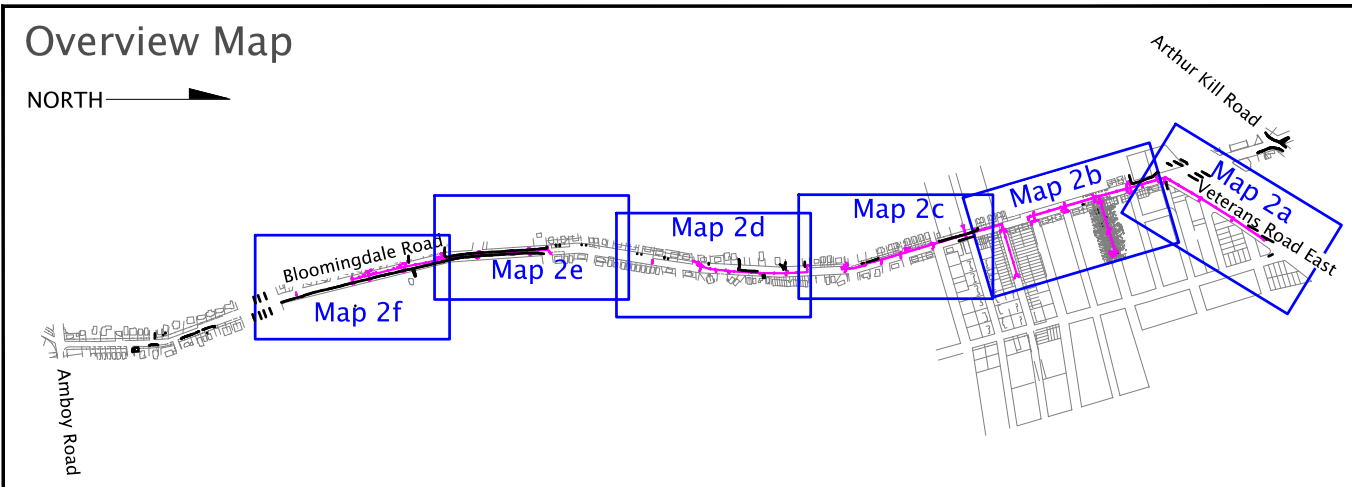 Overview Map
NORTH
Arthur Kill Road
Map 2a
Veterans Road East
Map 2b
Map 2c
Map 2d
Map 2e
Bloomingdale Road
Map 2f
Amboy Road